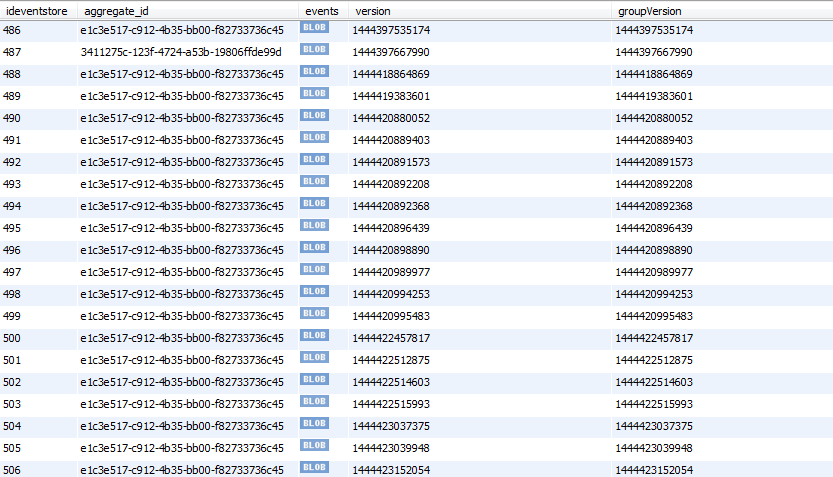 ideventstore aggregate_id events version groupVersion
486 e1c3e517-c912-4b35-bb00-f82733736c45 BLOB 1444397535174 1444397535174
487 3411275c-123f-4724-a53b-19806ffde99d BLOB 1444397667990 1444397667990
488 e1c3e517-c912-4b35-bb00-f82733736c45 BLOB 1444418864869 1444418864869
489 e1c3e517-c912-4b35-bb00-f82733736c45 BLOB 1444419383601 1444419383601
490 e1c3e517-c912-4b35-bb00-f82733736c45 BLOB 1444420880052 1444420880052
491 e1c3e517-c912-4b35-bb00-f82733736c45 BLOB 1444420889403 1444420889403
492 e1c3e517-c912-4b35-bb00-f82733736c45 BLOB 1444420891573 1444420891573
493 e1c3e517-c912-4b35-bb00-f82733736c45 BLOB 1444420892208 1444420892208
494 e1c3e517-c912-4b35-bb00-f82733736c45 BLOB 1444420892368 1444420892368
495 e1c3e517-c912-4b35-bb00-f82733736c45 BLOB 1444420896439 1444420896439
496 e1c3e517-c912-4b35-bb00-f82733736c45 BLOB 1444420898890 1444420898890
497 e1c3e517-c912-4b35-bb00-f82733736c45 BLOB 1444420989977 1444420989977
498 e1c3e517-c912-4b35-bb00-f82733736c45 BLOB 1444420994253 1444420994253
499 e1c3e517-c912-4b35-bb00-f82733736c45 BLOB 1444420995483 1444420995483
500 e1c3e517-c912-4b35-bb00-f82733736c45 BLOB 1444422457817 1444422457817
501 e1c3e517-c912-4b35-bb00-f82733736c45 BLOB 1444422512875 1444422512875
502 e1c3e517-c912-4b35-bb00-f82733736c45 BLOB 1444422514603 1444422514603
503 e1c3e517-c912-4b35-bb00-f82733736c45 BLOB 1444422515993 1444422515993
504 e1c3e517-c912-4b35-bb00-f82733736c45 BLOB 1444423037375 1444423037375
505 e1c3e517-c912-4b35-bb00-f82733736c45 BLOB 1444423039948 1444423039948
506 e1c3e517-c912-4b35-bb00-f82733736c45 BLOB 1444423152054 1444423152054